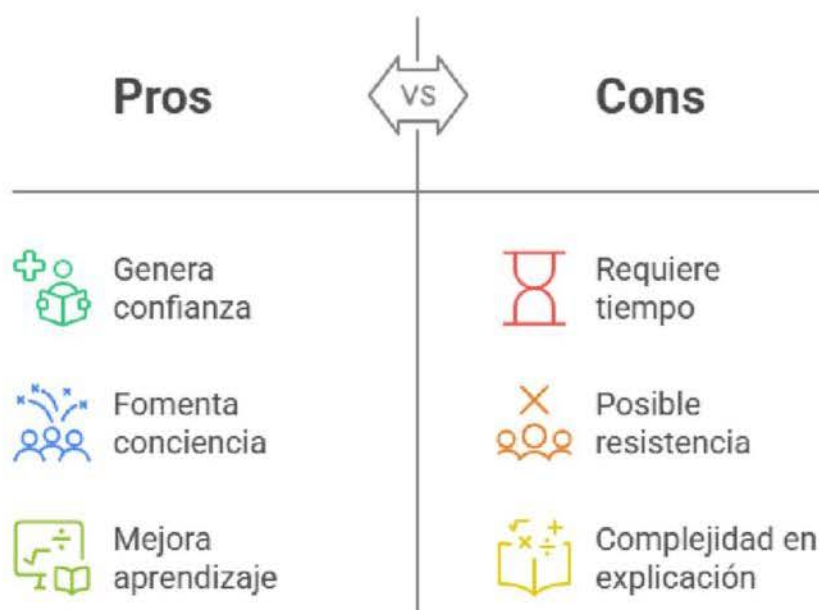 Pros
VS
Cons
Genera
confianza
Fomenta
conciencia
Mejora
aprendizaje
Requiere
tiempo
Posible
resistencia
Complejidad en
explicación